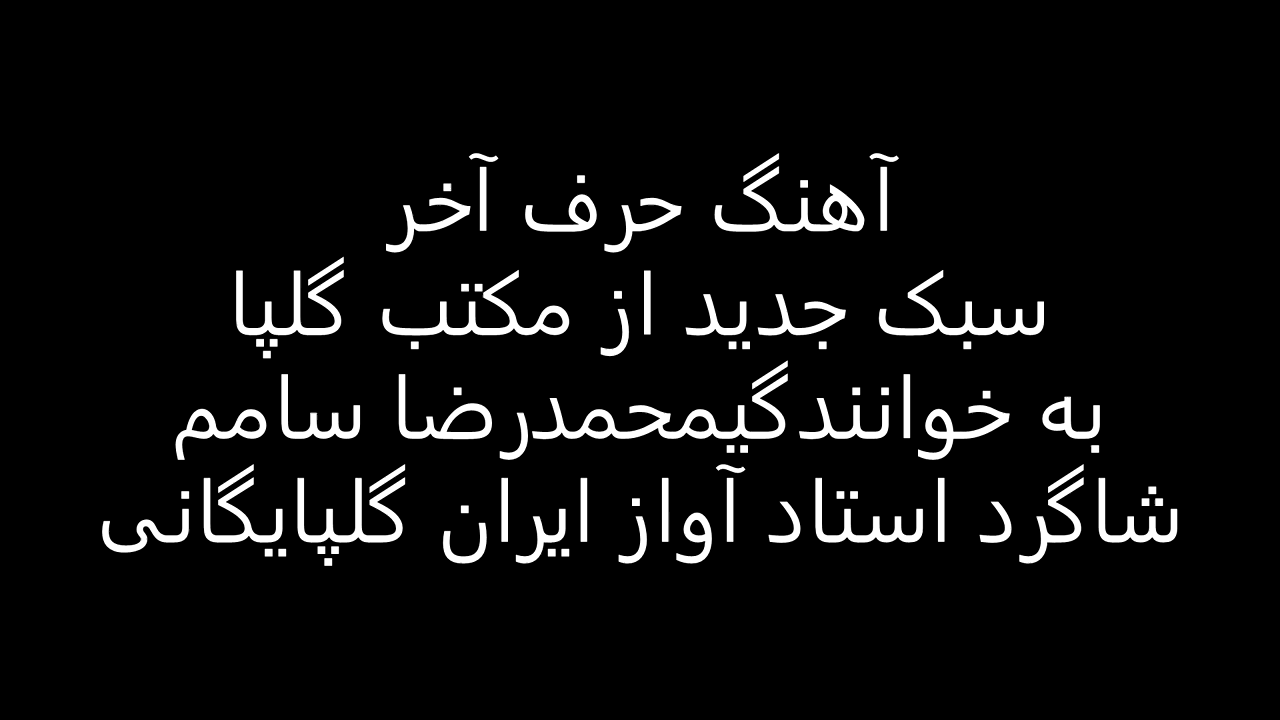 آهنگ حرف آخر
سبک جدید از مکتب گلپا
به خوانندگیمحمدرضا سامم
شاگرد استاد آواز ایران گلپایگانی